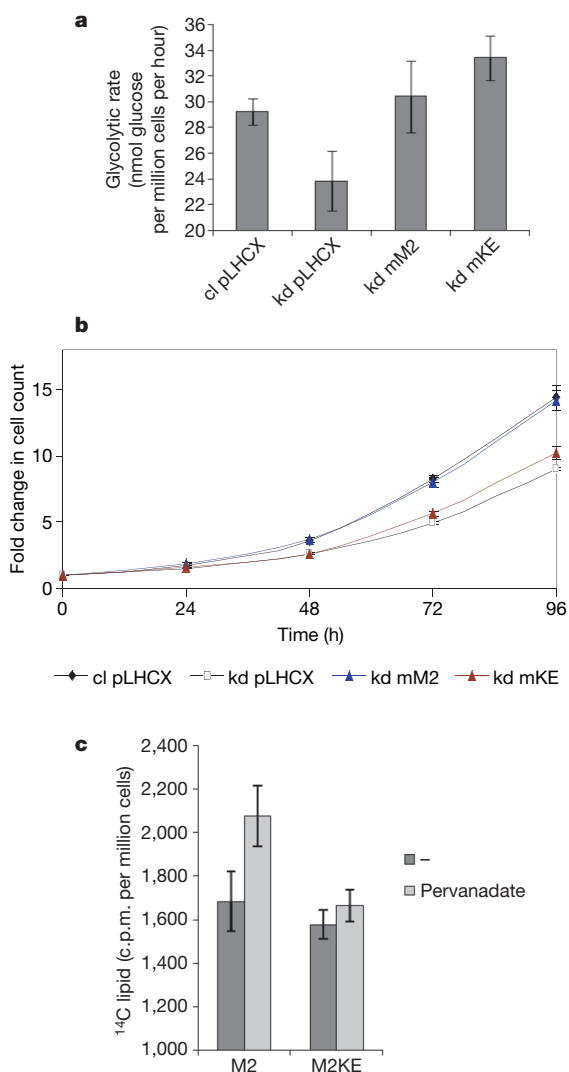 a
Glycolytic rate
(nmol glucose
per million cells per hour)
36
34
32
30
28
26
24
22
20
cl pLHCX
kd pLHCX
kd mM2
kd mKE
b
Fold change in cell count
15
10
5
0
0 24 48 72 96
Time (h)
cl pLHCX kd pLHCX kd mM2 kd mKE
c
14C lipid (c.p.m. per million cells)
2,400
2,200
2,000
1,800
1,600
1,400
1,200
1,000
–
Pervanadate
M2 M2KE